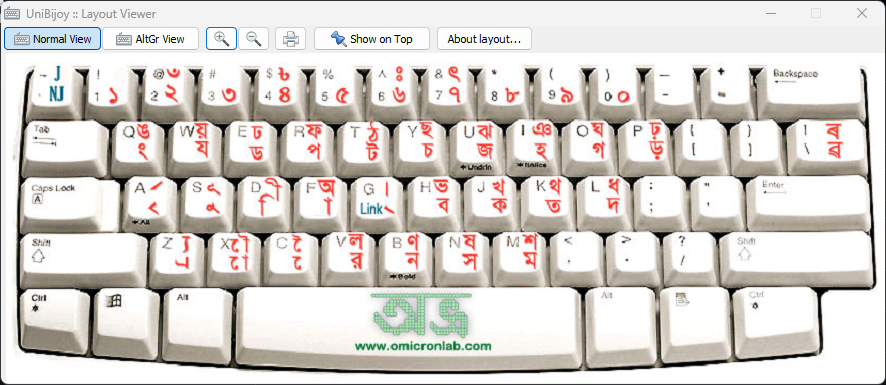 UniBijoy :: Layout Viewer
Normal View AltGr View Show on Top About layout...
~ J ! @ ঙ # $ ৳ % ^ ঃ & ৎ * ( ) — + Backspace
NJ 1 ১ 2 ২ 3 ৩ 4 ৪ 5 ৫ 6 ৬ 7 ৭ 8 ৮ 9 ৯ 0 ০ - =
Tab Q ঙ W য় E ঢ R ফ T ঠ Y ছ U ঝ I ঞ O ঘ P ঢ় { } |
ং য ড প ট চ জ হ গ ড় [ ] \
Undrln Italics
Caps Lock A S D ী F অ G । H ভ J খ K থ L ধ : " Enter
A ৃ ু ি া Link ্ ব ক ত দ ; '
All
Shift Z X ৌ C ৈ V ল B ণ N ষ M শ < > ? Shift
ো ে র ন স ম , . /
Bold
Ctrl Alt অভ্র Alt Ctrl
www.omicronlab.com